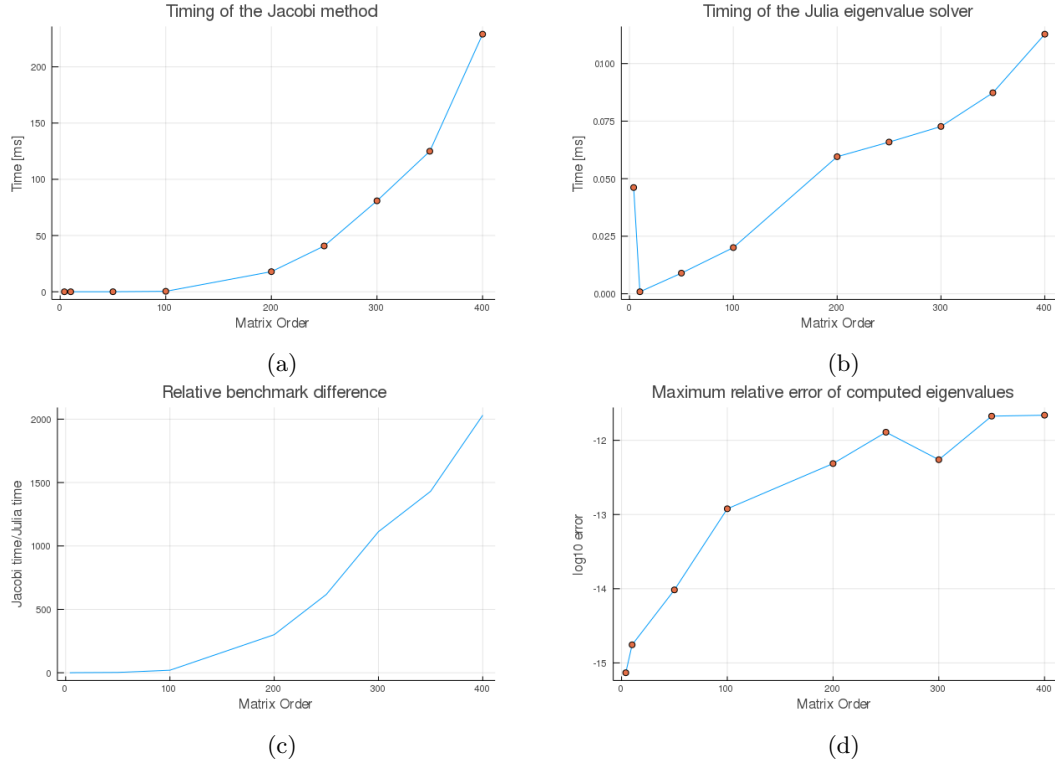 Timing of the Jacobi method
Time [ms]
200
150
100
50
0
0 100 200 300 400
Matrix Order
(a)
Timing of the Julia eigenvalue solver
Time [ms]
0100
0.075
0.050
0.025
0.000
0 100 200 300 400
Matrix Order
(b)
Relative benchmark difference
Jacobi time/Julia time
2000
1500
1000
500
0
0 100 200 300 400
Matrix Order
(c)
Maximum relative error of computed eigenvalues
log10 error
-12
-13
-14
-15
0 100 200 300 400
Matrix Order
(d)